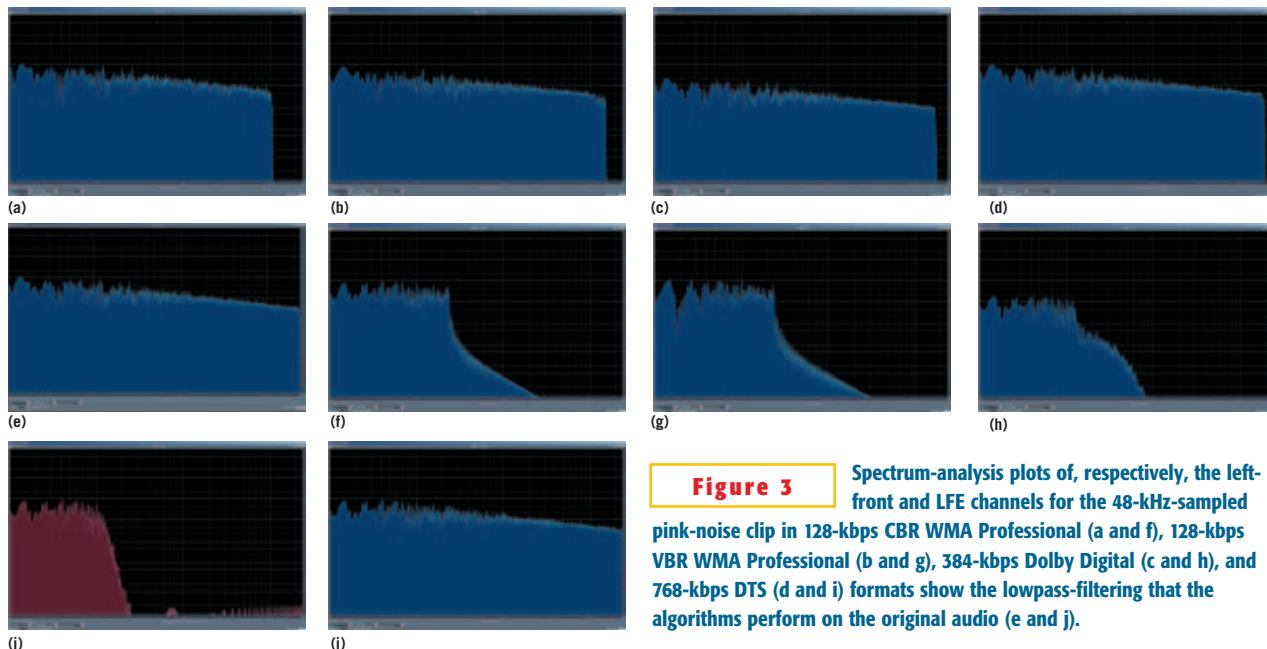 (a)
(b)
(c)
(d)
(e)
(f)
(g)
(h)
(i)
(j)
Figure 3
Spectrum-analysis plots of, respectively, the left-
front and LFE channels for the 48-kHz-sampled
pink-noise clip in 128-kbps CBR WMA Professional (a and f), 128-kbps
VBR WMA Professional (b and g), 384-kbps Dolby Digital (c and h), and
768-kbps DTS (d and i) formats show the lowpass-filtering that the
algorithms perform on the original audio (e and j).